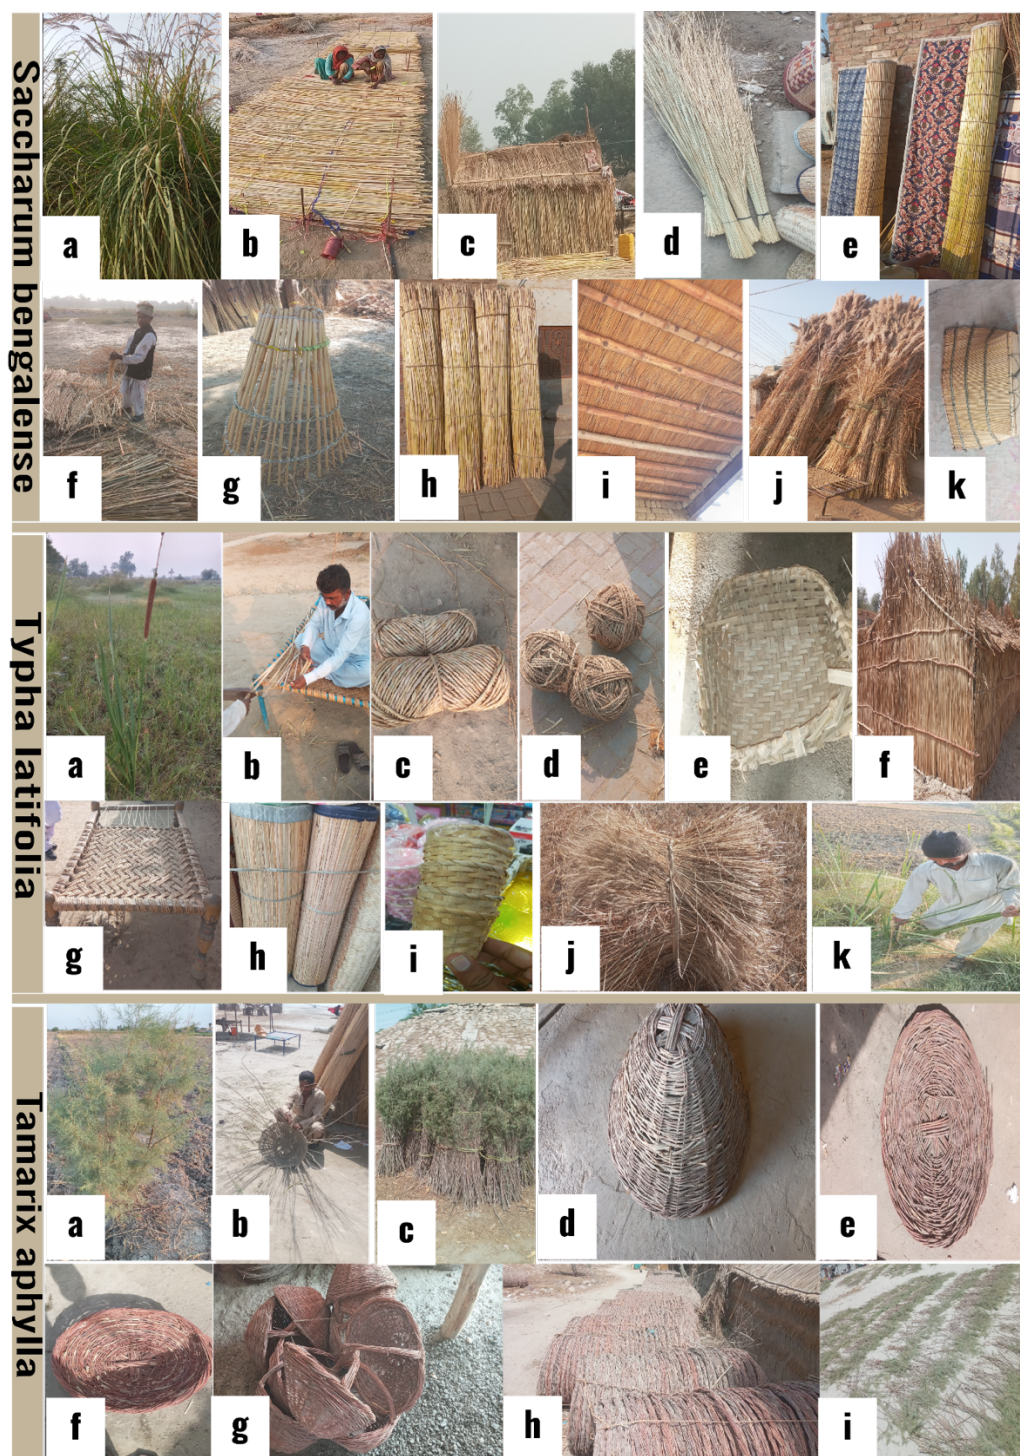 Saccharum bengalense
a
b
c
d
e
f
g
h
i
j
k
Typha latifolia
a
b
c
d
e
f
g
h
i
j
k
Tamarix aphylla
a
b
c
d
e
f
g
h
i